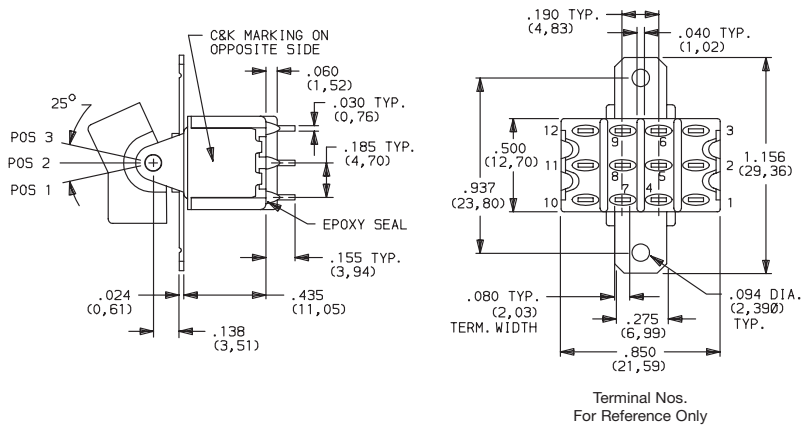 C&K MARKING ON
OPPOSITE SIDE
.060
(1,52)
.030 TYP.
(0,76)
.185 TYP.
(4,70)
25°
POS 3
POS 2
POS 1
EPOXY SEAL
.155 TYP.
(3,94)
.024
(0,61)
.435
(11,05)
.138
(3,51)
.190 TYP.
(4,83)
.040 TYP.
(1,02)
12
9
6
3
.500
(12,70)
11
8
5
2
1.156
(29,36)
.937
(23,80)
10
7
4
1
.080 TYP.
(2,03)
TERM. WIDTH
.275
(6,99)
.094 DIA.
(2,390)
TYP.
.850
(21,59)
Terminal Nos.
For Reference Only